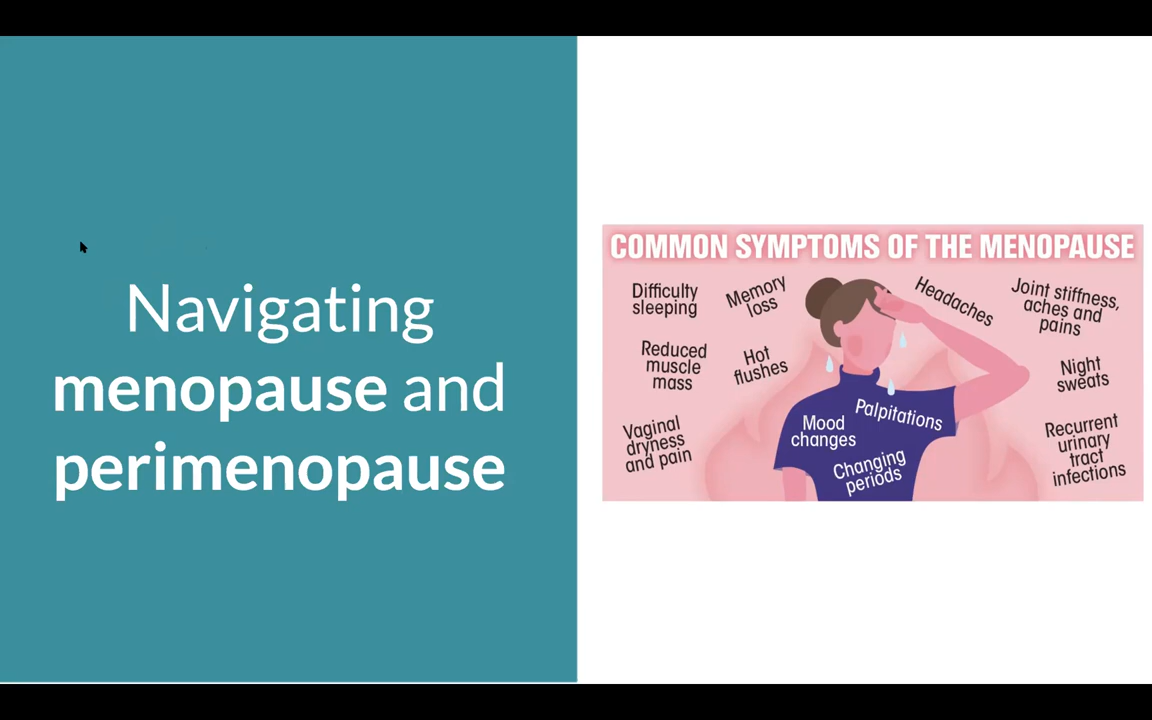 Navigating
menopause and
perimenopause
COMMON SYMPTOMS OF THE MENOPAUSE
Difficulty
sleeping
Memory
loss
Headaches
Joint stiffness,
aches and
pains
Reduced
muscle
mass
Hot
flushes
Night
sweats
Vaginal
dryness
and pain
Mood
changes
Palpitations
Changing
periods
Recurrent
urinary
tract
infections